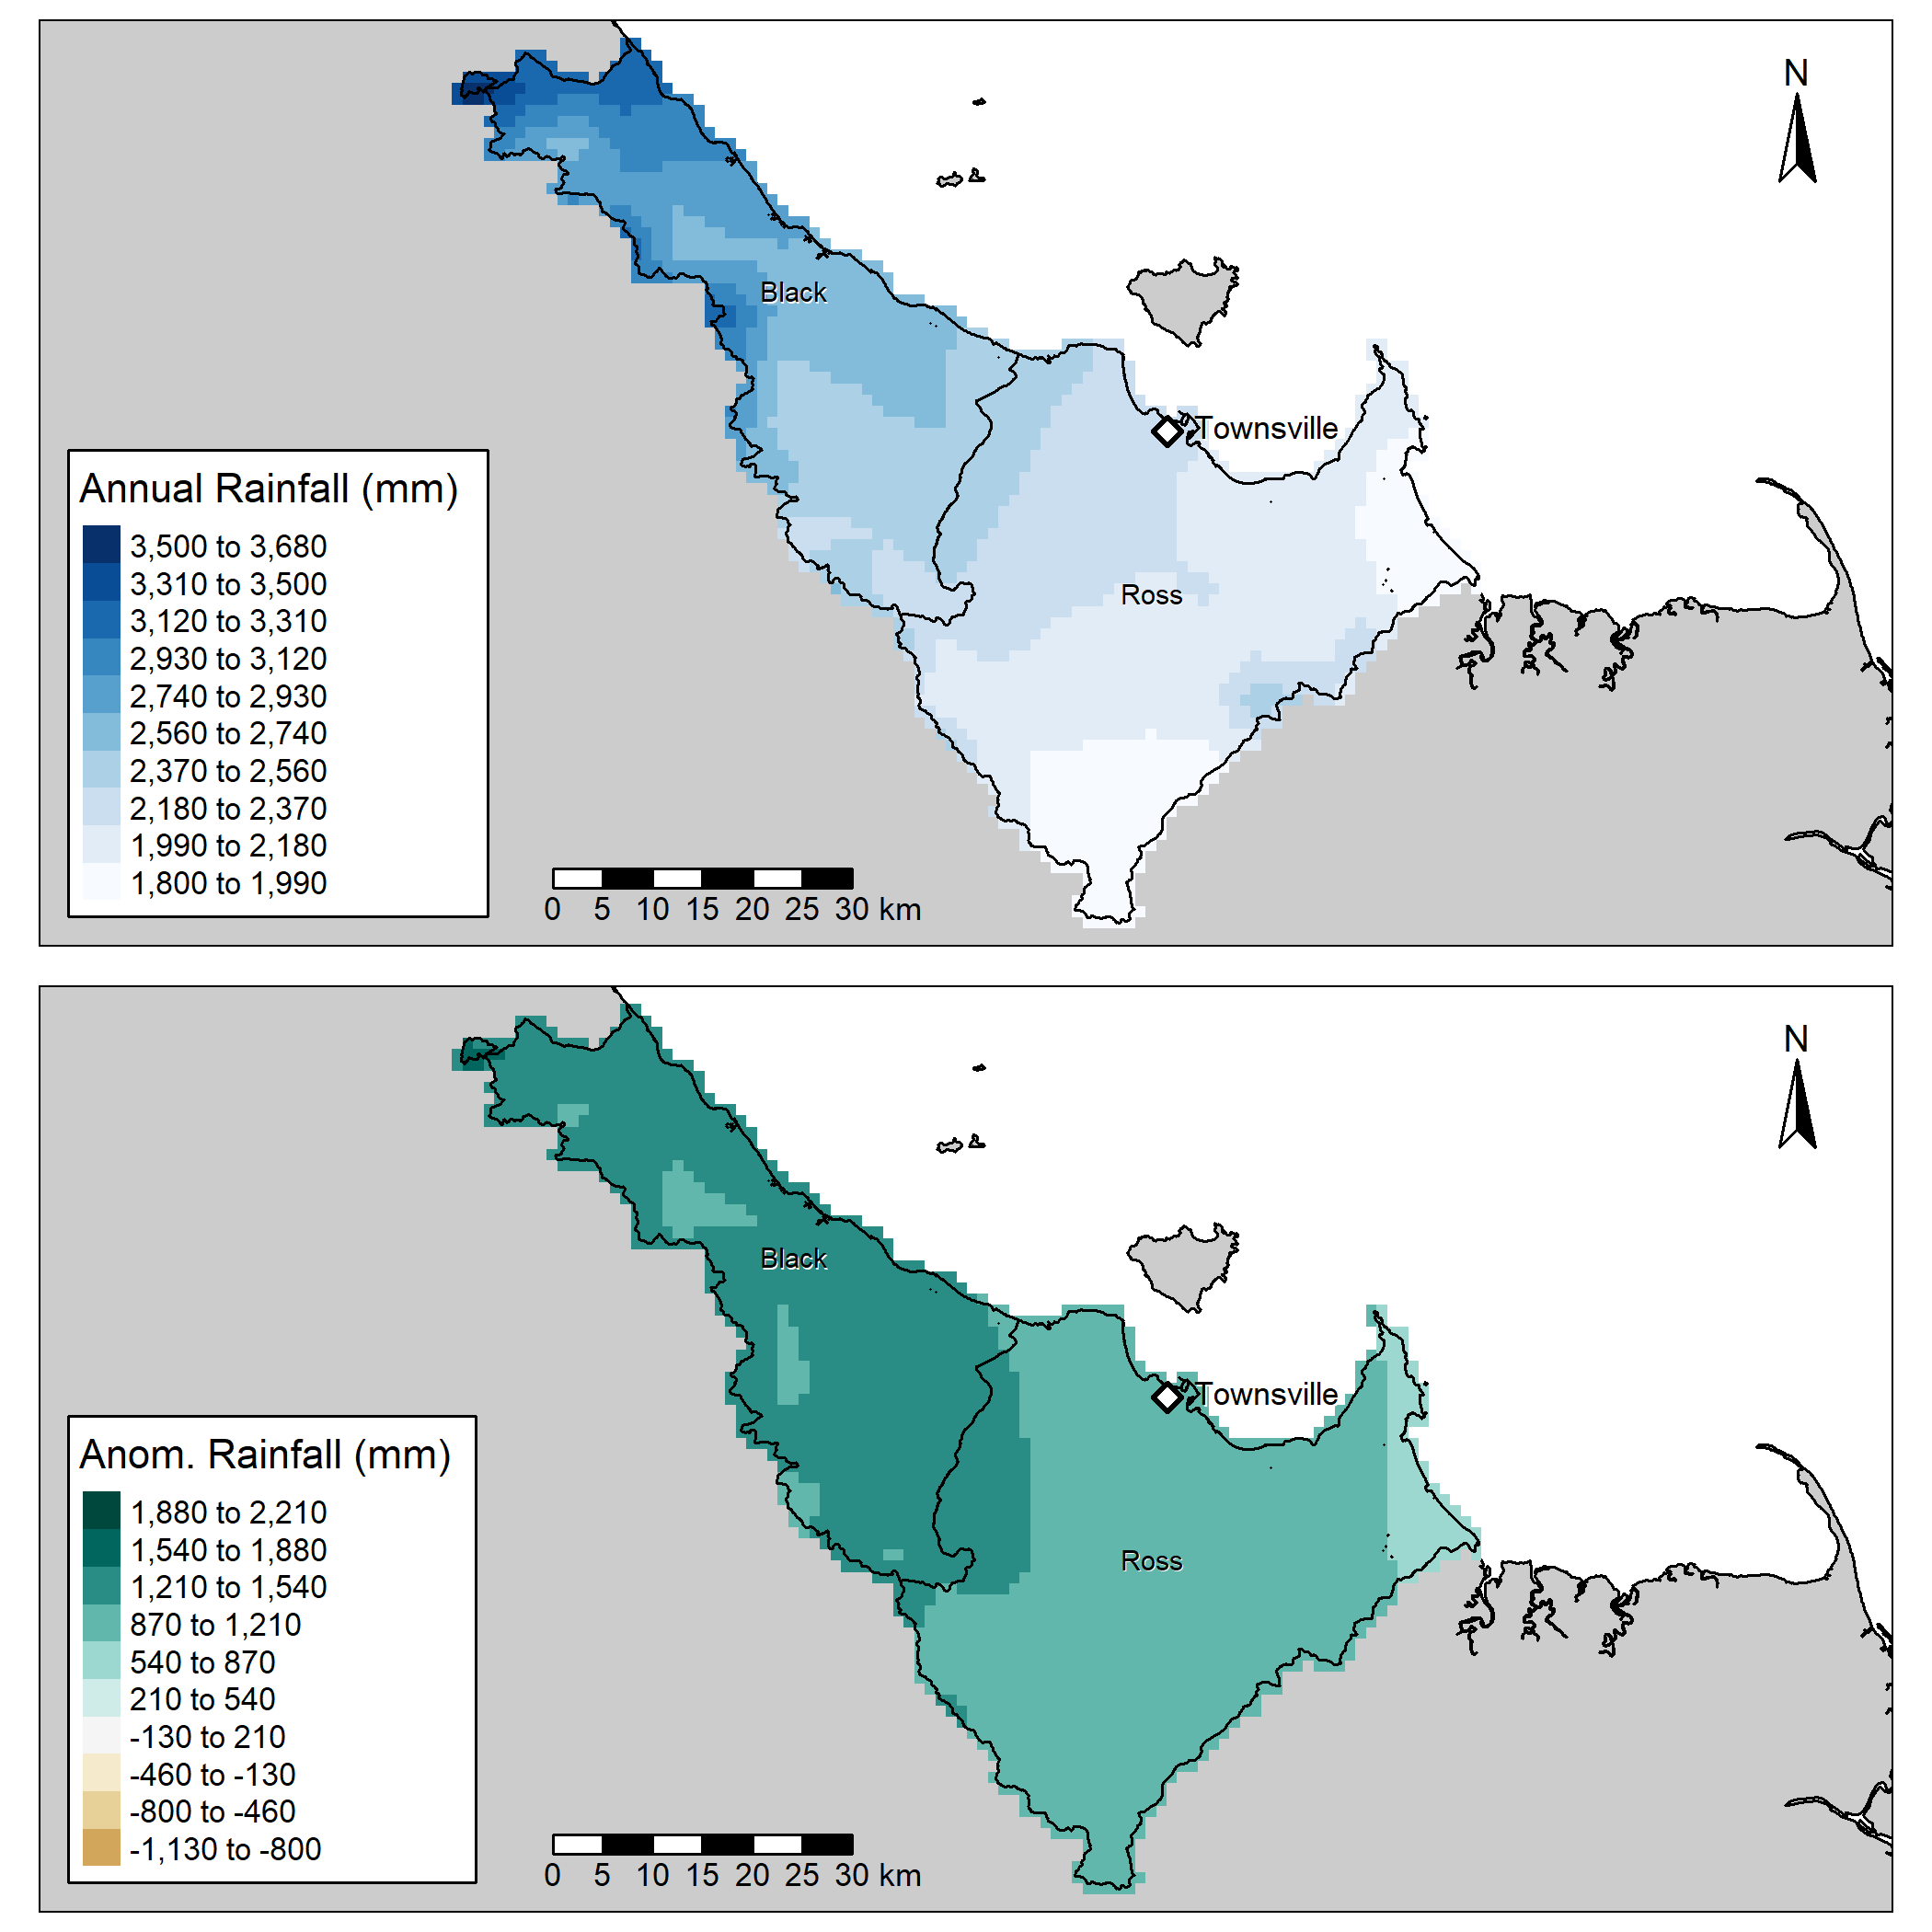 N
Black
Townsville
Annual Rainfall (mm)
3,500 to 3,680
3,310 to 3,500
3,120 to 3,310
2,930 to 3,120
2,740 to 2,930
2,560 to 2,740
2,370 to 2,560
2,180 to 2,370
1,990 to 2,180
1,800 to 1,990
Ross
0 5 10 15 20 25 30 km
N
Black
Townsville
Anom. Rainfall (mm)
1,880 to 2,210
1,540 to 1,880
1,210 to 1,540
870 to 1,210
540 to 870
210 to 540
-130 to 210
-460 to -130
-800 to -460
-1,130 to -800
Ross
0 5 10 15 20 25 30 km